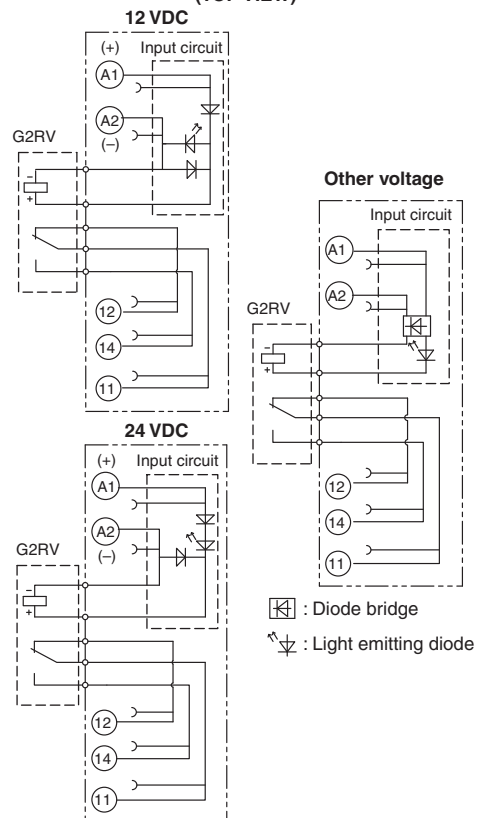 12 VDC
(+) Input circuit
A1
A2
(–)
G2RV
–
+
12
14
11
Other voltage
Input circuit
A1
A2
G2RV
–
+
12
14
11
24 VDC
(+) Input circuit
A1
A2
(–)
G2RV
–
+
12
14
11
: Diode bridge
: Light emitting diode